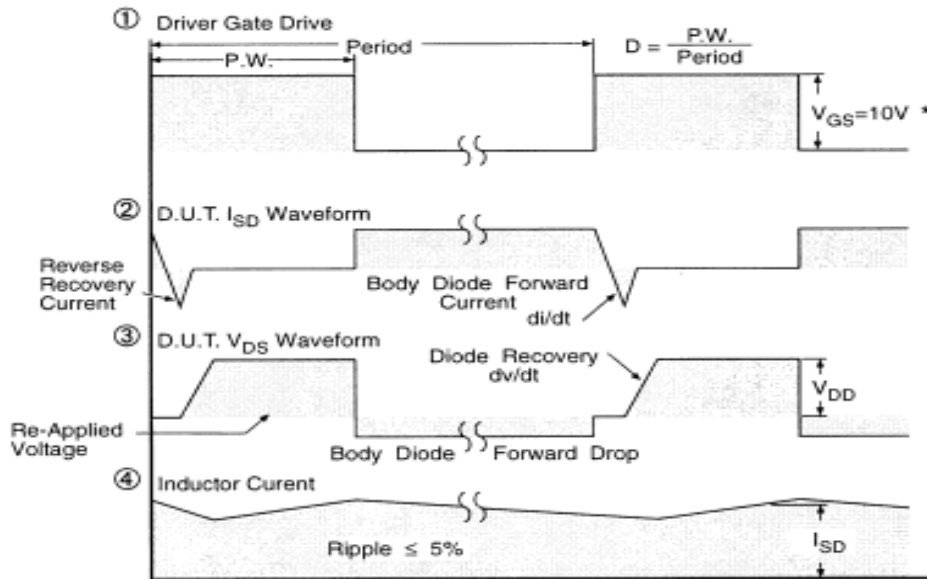 ① Driver Gate Drive
Period
P.W.
D = P.W. / Period
V_GS=10V *
② D.U.T. I_SD Waveform
Reverse
Recovery
Current
Body Diode Forward
Current
di/dt
③ D.U.T. V_DS Waveform
Diode Recovery
dv/dt
V_DD
Re-Applied
Voltage
Body Diode Forward Drop
④ Inductor Curent
Ripple ≤ 5%
I_SD